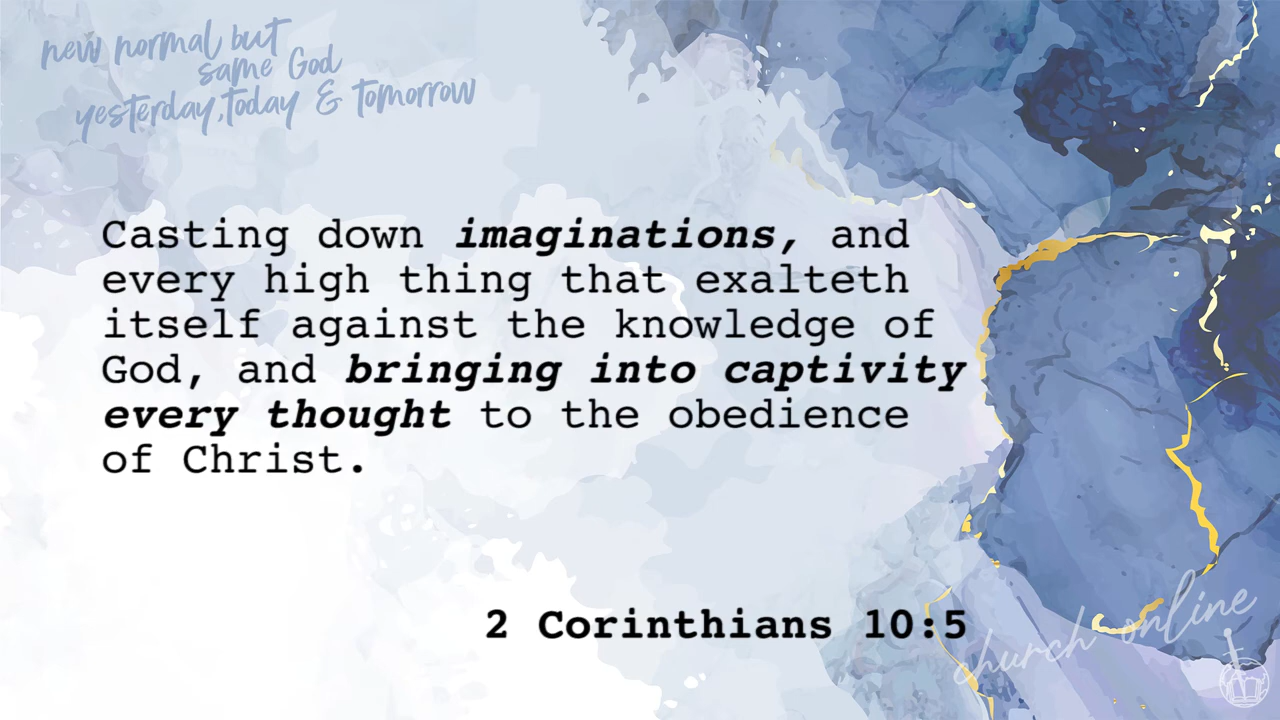 new normal but
same God
yesterday, today & tomorrow
Casting down imaginations, and
every high thing that exalteth
itself against the knowledge of
God, and bringing into captivity
every thought to the obedience
of Christ.
2 Corinthians 10:5
church online